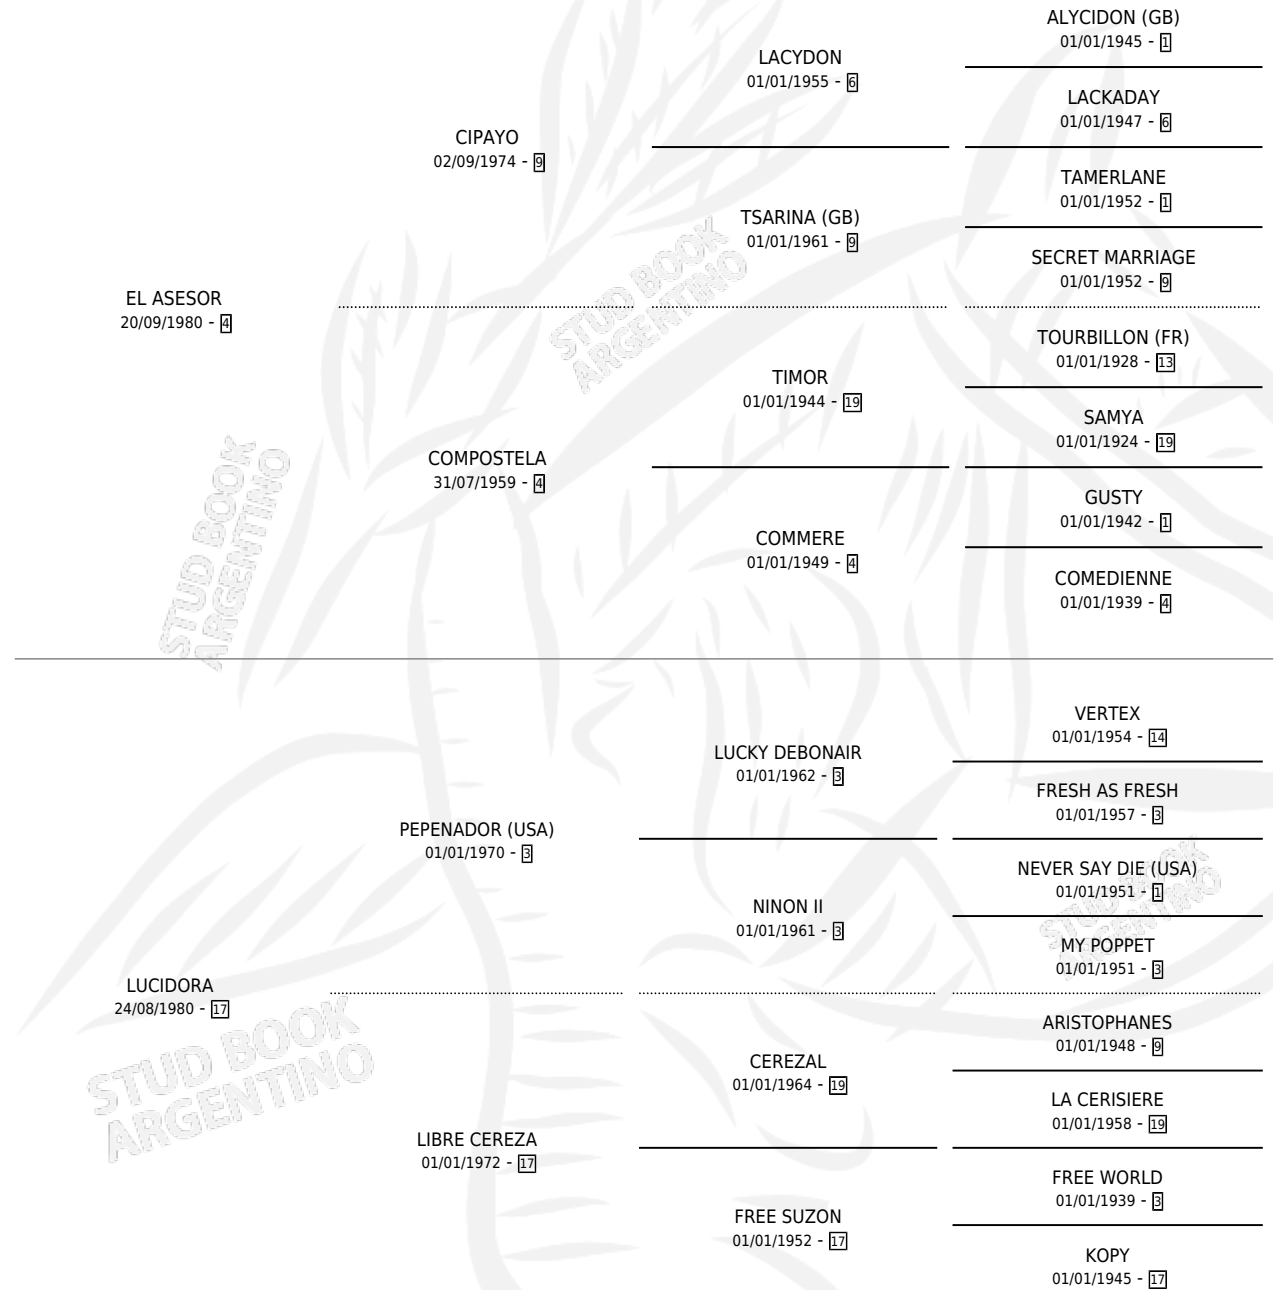 ALYCIDON (GB)
01/01/1945 - 1
LACYDON
01/01/1955 - 6
LACKADAY
01/01/1947 - 6
CIPAYO
02/09/1974 - 9
TAMERLANE
01/01/1952 - 1
TSARINA (GB)
01/01/1961 - 9
SECRET MARRIAGE
01/01/1952 - 9
EL ASESOR
20/09/1980 - 4
TOURBILLON (FR)
01/01/1928 - 13
TIMOR
01/01/1944 - 19
SAMYA
01/01/1924 - 19
COMPOSTELA
31/07/1959 - 4
GUSTY
01/01/1942 - 1
COMMERE
01/01/1949 - 4
COMEDIENNE
01/01/1939 - 4
VERTEX
01/01/1954 - 14
LUCKY DEBONAIR
01/01/1962 - 3
FRESH AS FRESH
01/01/1957 - 3
PEPENADOR (USA)
01/01/1970 - 3
NEVER SAY DIE (USA)
01/01/1951 - 1
NINON II
01/01/1961 - 3
MY POPPET
01/01/1951 - 3
LUCIDORA
24/08/1980 - 17
ARISTOPHANES
01/01/1948 - 9
CEREZAL
01/01/1964 - 19
LA CERISIERE
01/01/1958 - 19
LIBRE CEREZA
01/01/1972 - 17
FREE WORLD
01/01/1939 - 3
FREE SUZON
01/01/1952 - 17
KOPY
01/01/1945 - 17
STUD BOOK
ARGENTINO
STUD BOOK
ARGENTINO
STUD BOOK
ARGENTINO
STUD BOOK
ARGENTINO